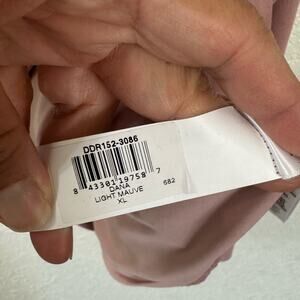 DDR152-3086
8 43301 19758 7
DANA 682
LIGHT MAUVE
XL